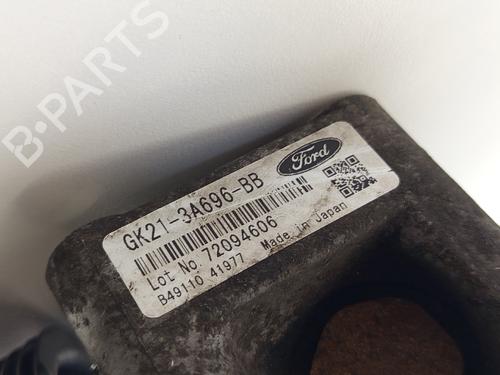 B-PARTS
Ford
GK21-3A696-BB
Lot No. 72094606
B49110 41977 Made in Japan